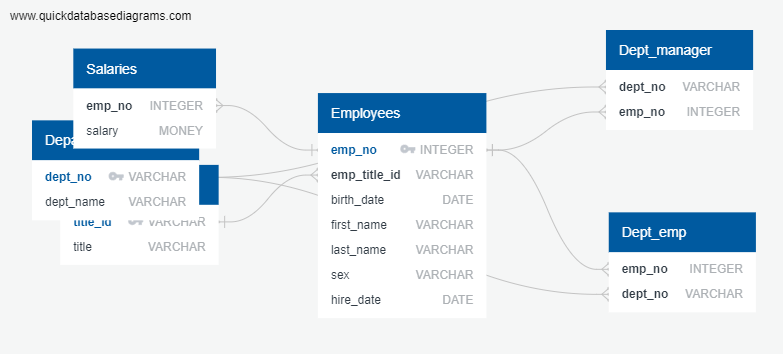 www.quickdatabasediagrams.com
Salaries
emp_no INTEGER
salary MONEY
dept_no VARCHAR
dept_name VARCHAR
title_id VARCHAR
title VARCHAR
Employees
emp_no INTEGER
emp_title_id VARCHAR
birth_date DATE
first_name VARCHAR
last_name VARCHAR
sex VARCHAR
hire_date DATE
Dept_manager
dept_no VARCHAR
emp_no INTEGER
Dept_emp
emp_no INTEGER
dept_no VARCHAR